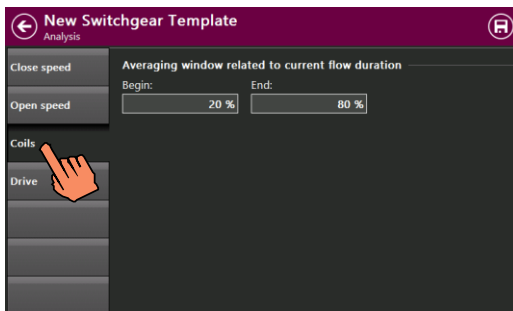 New Switchgear Template
Analysis
Close speed
Open speed
Coils
Drive
Averaging window related to current flow duration
Begin: End:
20 % 80 %